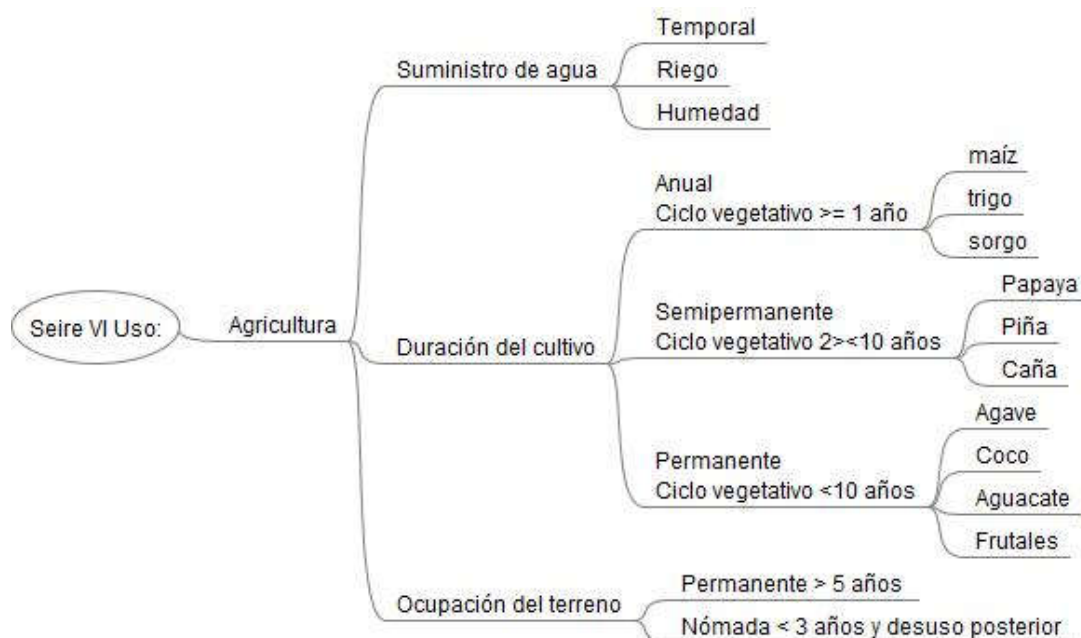 Seire VI Uso:
Agricultura
Suministro de agua
Temporal
Riego
Humedad
Duración del cultivo
Anual
Ciclo vegetativo >= 1 año
maíz
trigo
sorgo
Semipermanente
Ciclo vegetativo 2><10 años
Papaya
Piña
Caña
Permanente
Ciclo vegetativo <10 años
Agave
Coco
Aguacate
Frutales
Ocupación del terreno
Permanente > 5 años
Nómada < 3 años y desuso posterior